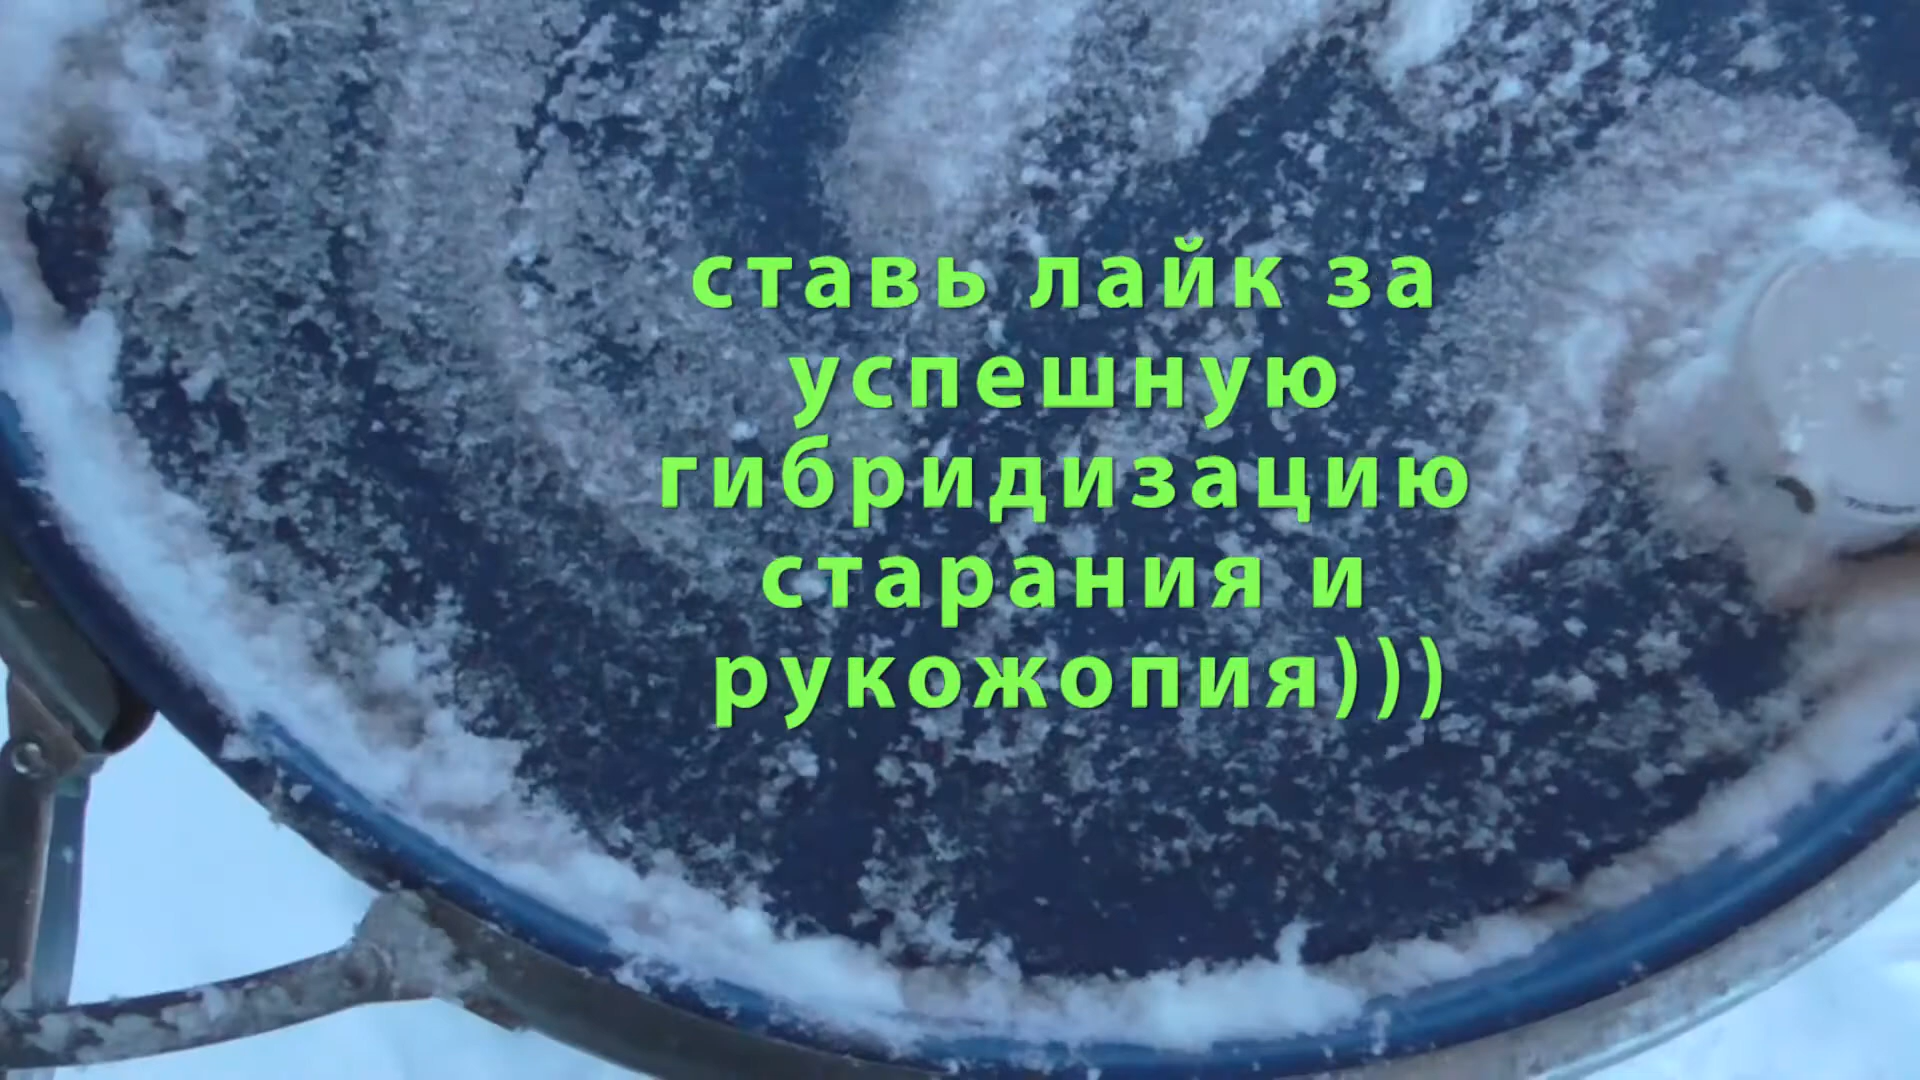 ставь лайк за
успешную
гибридизацию
старания и
рукожопия)))